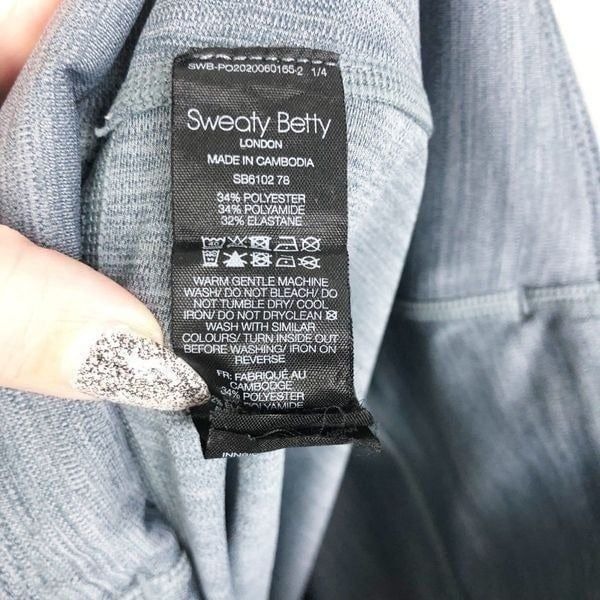 SWB-PO2020060165-2 1/4
Sweaty Betty
LONDON
MADE IN CAMBODIA
SB6102 78
34% POLYESTER
34% POLYAMIDE
32% ELASTANE
WARM GENTLE MACHINE
WASH/ DO NOT BLEACH/ DO
NOT TUMBLE DRY/ COOL
IRON/ DO NOT DRYCLEAN
WASH WITH SIMILAR
COLOURS/ TURN INSIDE OUT
BEFORE WASHING/ IRON ON
REVERSE
FR: FABRIQUÉ AU
CAMBODGE
34% POLYESTER
POLYAMIDE